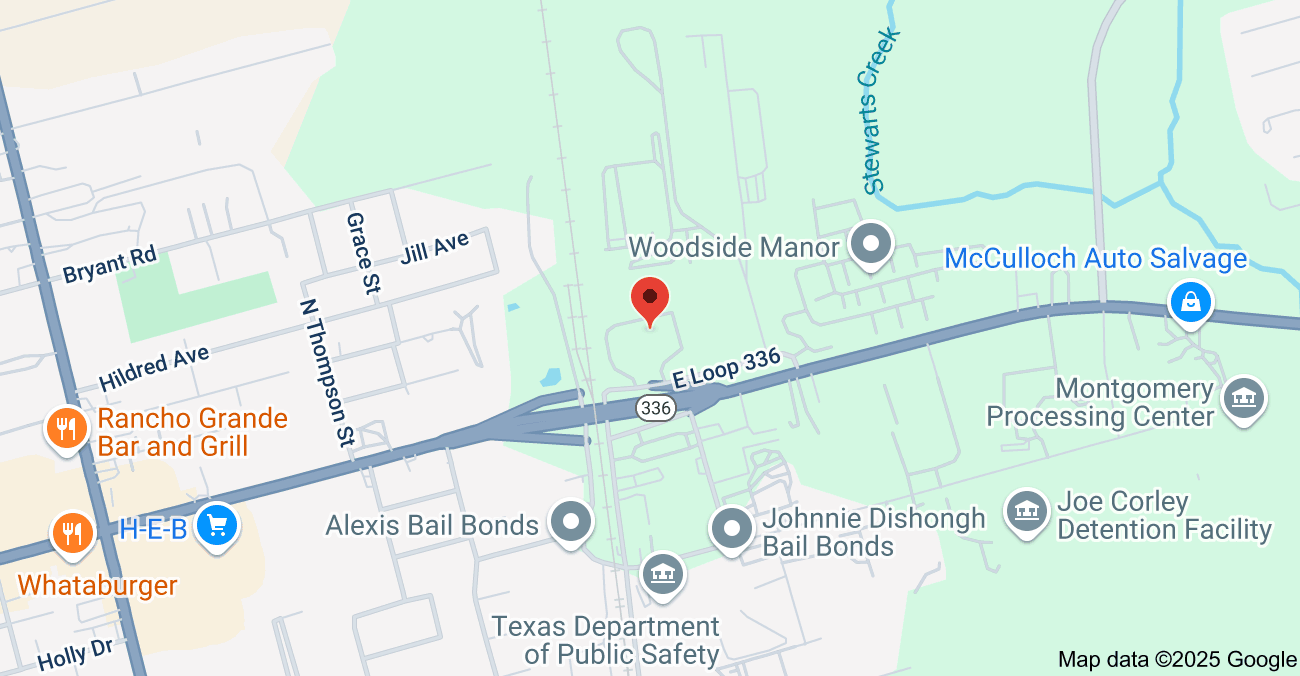 Stewarts Creek
Bryant Rd
Grace St
Jill Ave
Woodside Manor
McCulloch Auto Salvage
N Thompson St
Hildred Ave
E Loop 336
336
Montgomery
Processing Center
Rancho Grande
Bar and Grill
H-E-B
Alexis Bail Bonds
Johnnie Dishongh
Bail Bonds
Joe Corley
Detention Facility
Whataburger
Texas Department
of Public Safety
Holly Dr
Map data ©2025 Google